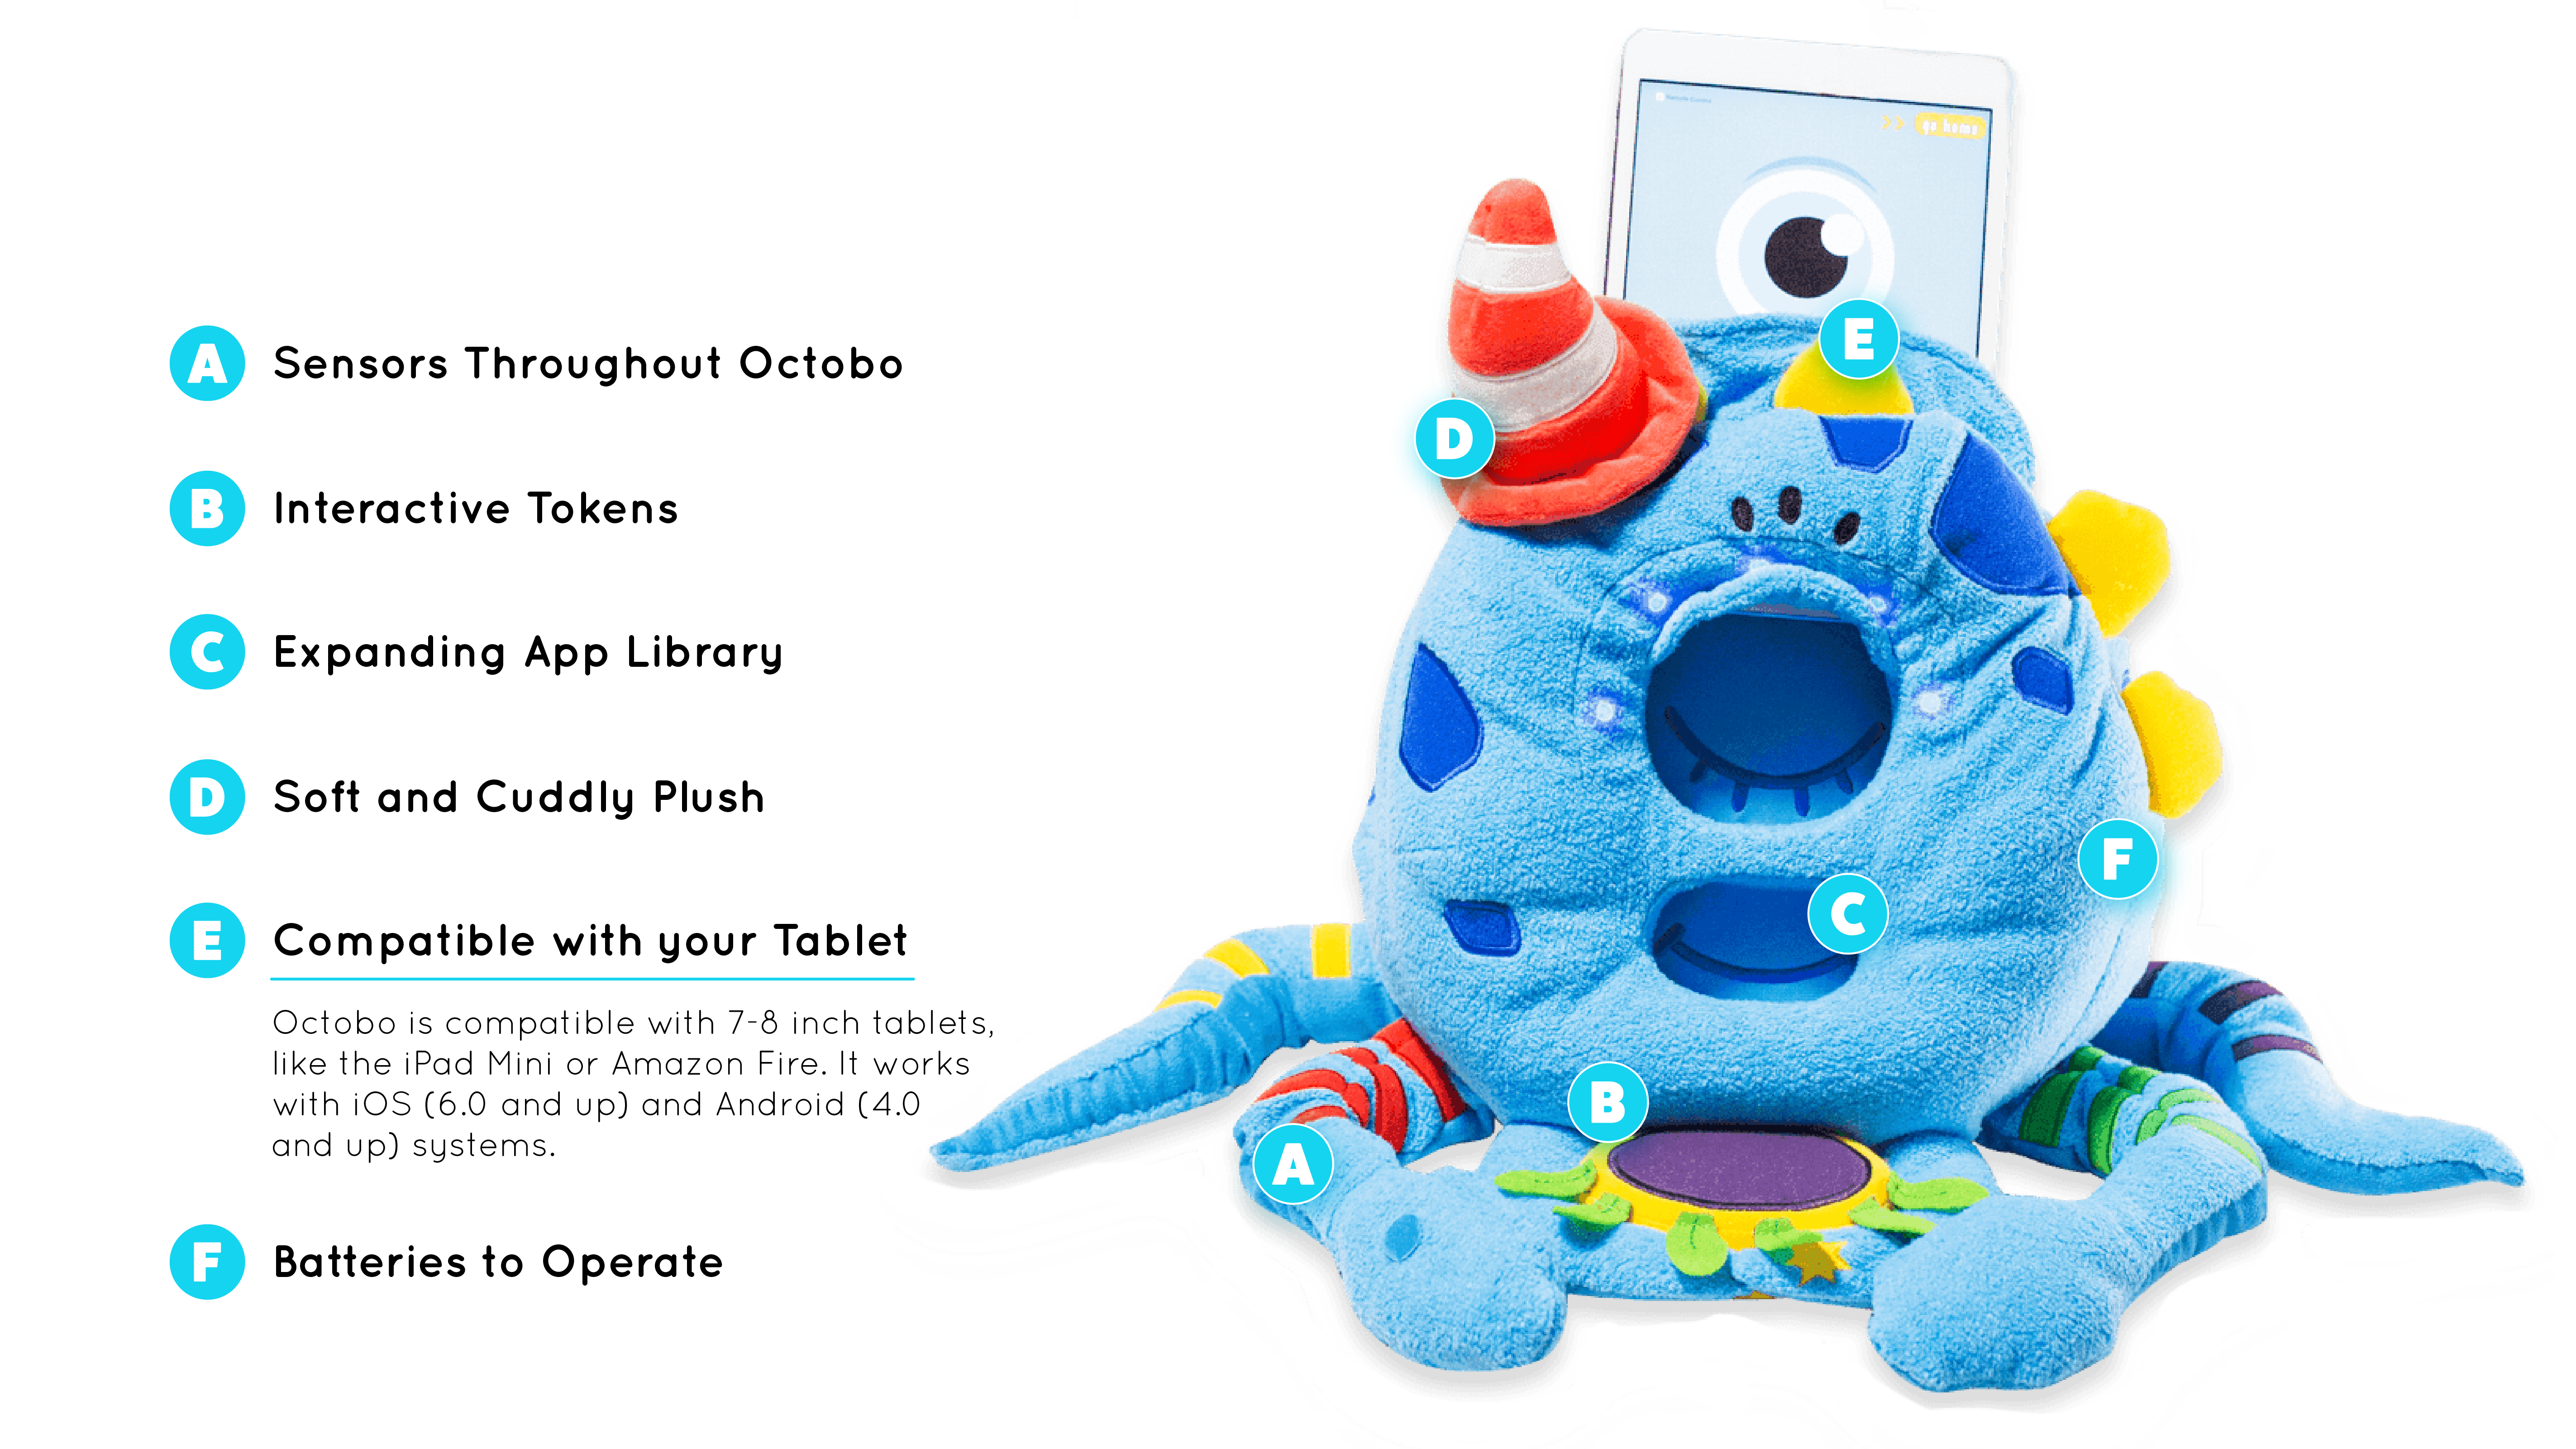 A Sensors Throughout Octobo
B Interactive Tokens
C Expanding App Library
D Soft and Cuddly Plush
E Compatible with your Tablet
Octobo is compatible with 7-8 inch tablets,
like the iPad Mini or Amazon Fire. It works
with iOS (6.0 and up) and Android (4.0
and up) systems.
F Batteries to Operate
>> go home
E
D
F
C
B
A